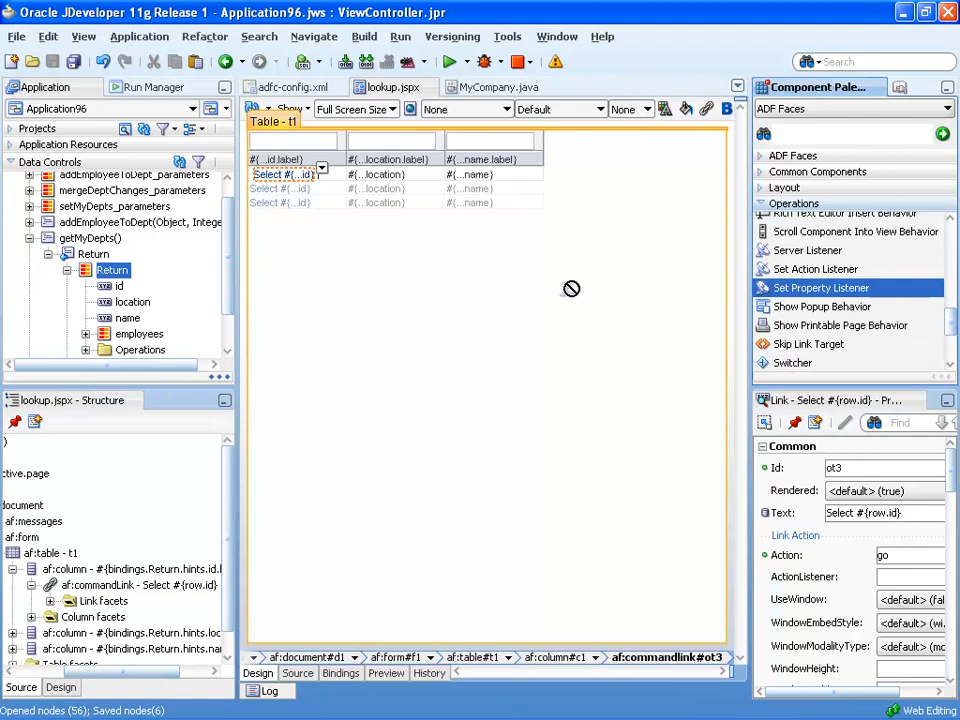 Oracle JDeveloper 11g Release 1 - Application96.jws : ViewController.jpr
File Edit View Application Refactor Search Navigate Build Run Versioning Tools Window Help
Search
Application
Run Manager
Application96
Projects
Application Resources
Data Controls
addEmployeeToDept_parameters
mergeDeptChanges_parameters
setMyDepts_parameters
addEmployeeToDept(Object, Intege
getMyDepts()
Return
Return
id
location
name
employees
Operations
lookup.jspx - Structure
)
ctive.page
ocument
af:messages
af:form
af:table - t1
af:column - #{bindings.Return.hints.id.l
af:commandLink - Select #{row.id}
Link facets
Column facets
af:column - #{bindings.Return.hints.loc
af:column - #{bindings.Return.hints.na
Table facets
Source Design
adfc-config.xml lookup.jspx MyCompany.java
Show Full Screen Size None Default None B
Table - t1
#{...id.label} #{...location.label} #{...name.label}
Select #{...id} #{...location} #{...name}
Select #{...id} #{...location} #{...name}
Select #{...id} #{...location} #{...name}
af:document#d1 af:form#f1 af:table#t1 af:column#c1 af:commandlink#ot3
Design Source Bindings Preview History
Log
Component Pale...
ADF Faces
ADF Faces
Common Components
Layout
Operations
Rich Text Editor Insert Behavior
Scroll Component Into View Behavior
Server Listener
Set Action Listener
Set Property Listener
Show Popup Behavior
Show Printable Page Behavior
Skip Link Target
Switcher
Link - Select #{row.id} - Pr...
Find
Common
Id: ot3
Rendered: <default> (true)
Text: Select #{row.id}
Link Action
Action: go
ActionListener:
UseWindow: <default> (fal
WindowEmbedStyle: <default> (wi.
WindowModalityType: <default> (mo
WindowHeight:
Opened nodes (56); Saved nodes(6)
Web Editing